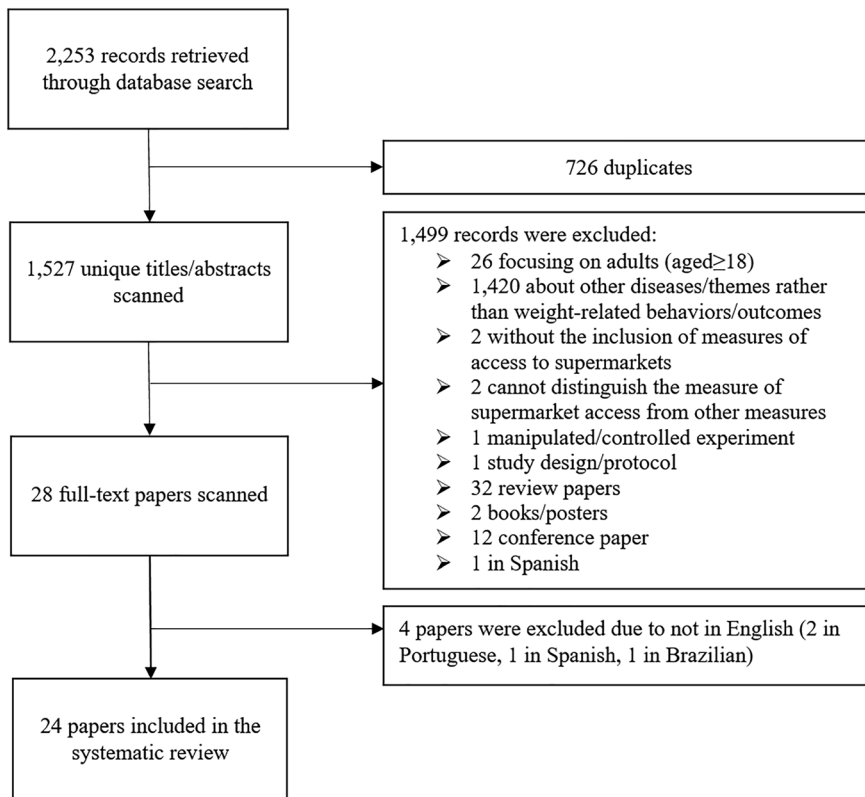 2,253 records retrieved
through database search
726 duplicates
1,527 unique titles/abstracts
scanned
1,499 records were excluded:
➢ 26 focusing on adults (aged≥18)
➢ 1,420 about other diseases/themes rather
than weight-related behaviors/outcomes
➢ 2 without the inclusion of measures of
access to supermarkets
➢ 2 cannot distinguish the measure of
supermarket access from other measures
➢ 1 manipulated/controlled experiment
➢ 1 study design/protocol
➢ 32 review papers
➢ 2 books/posters
➢ 12 conference paper
➢ 1 in Spanish
28 full-text papers scanned
4 papers were excluded due to not in English (2 in
Portuguese, 1 in Spanish, 1 in Brazilian)
24 papers included in the
systematic review